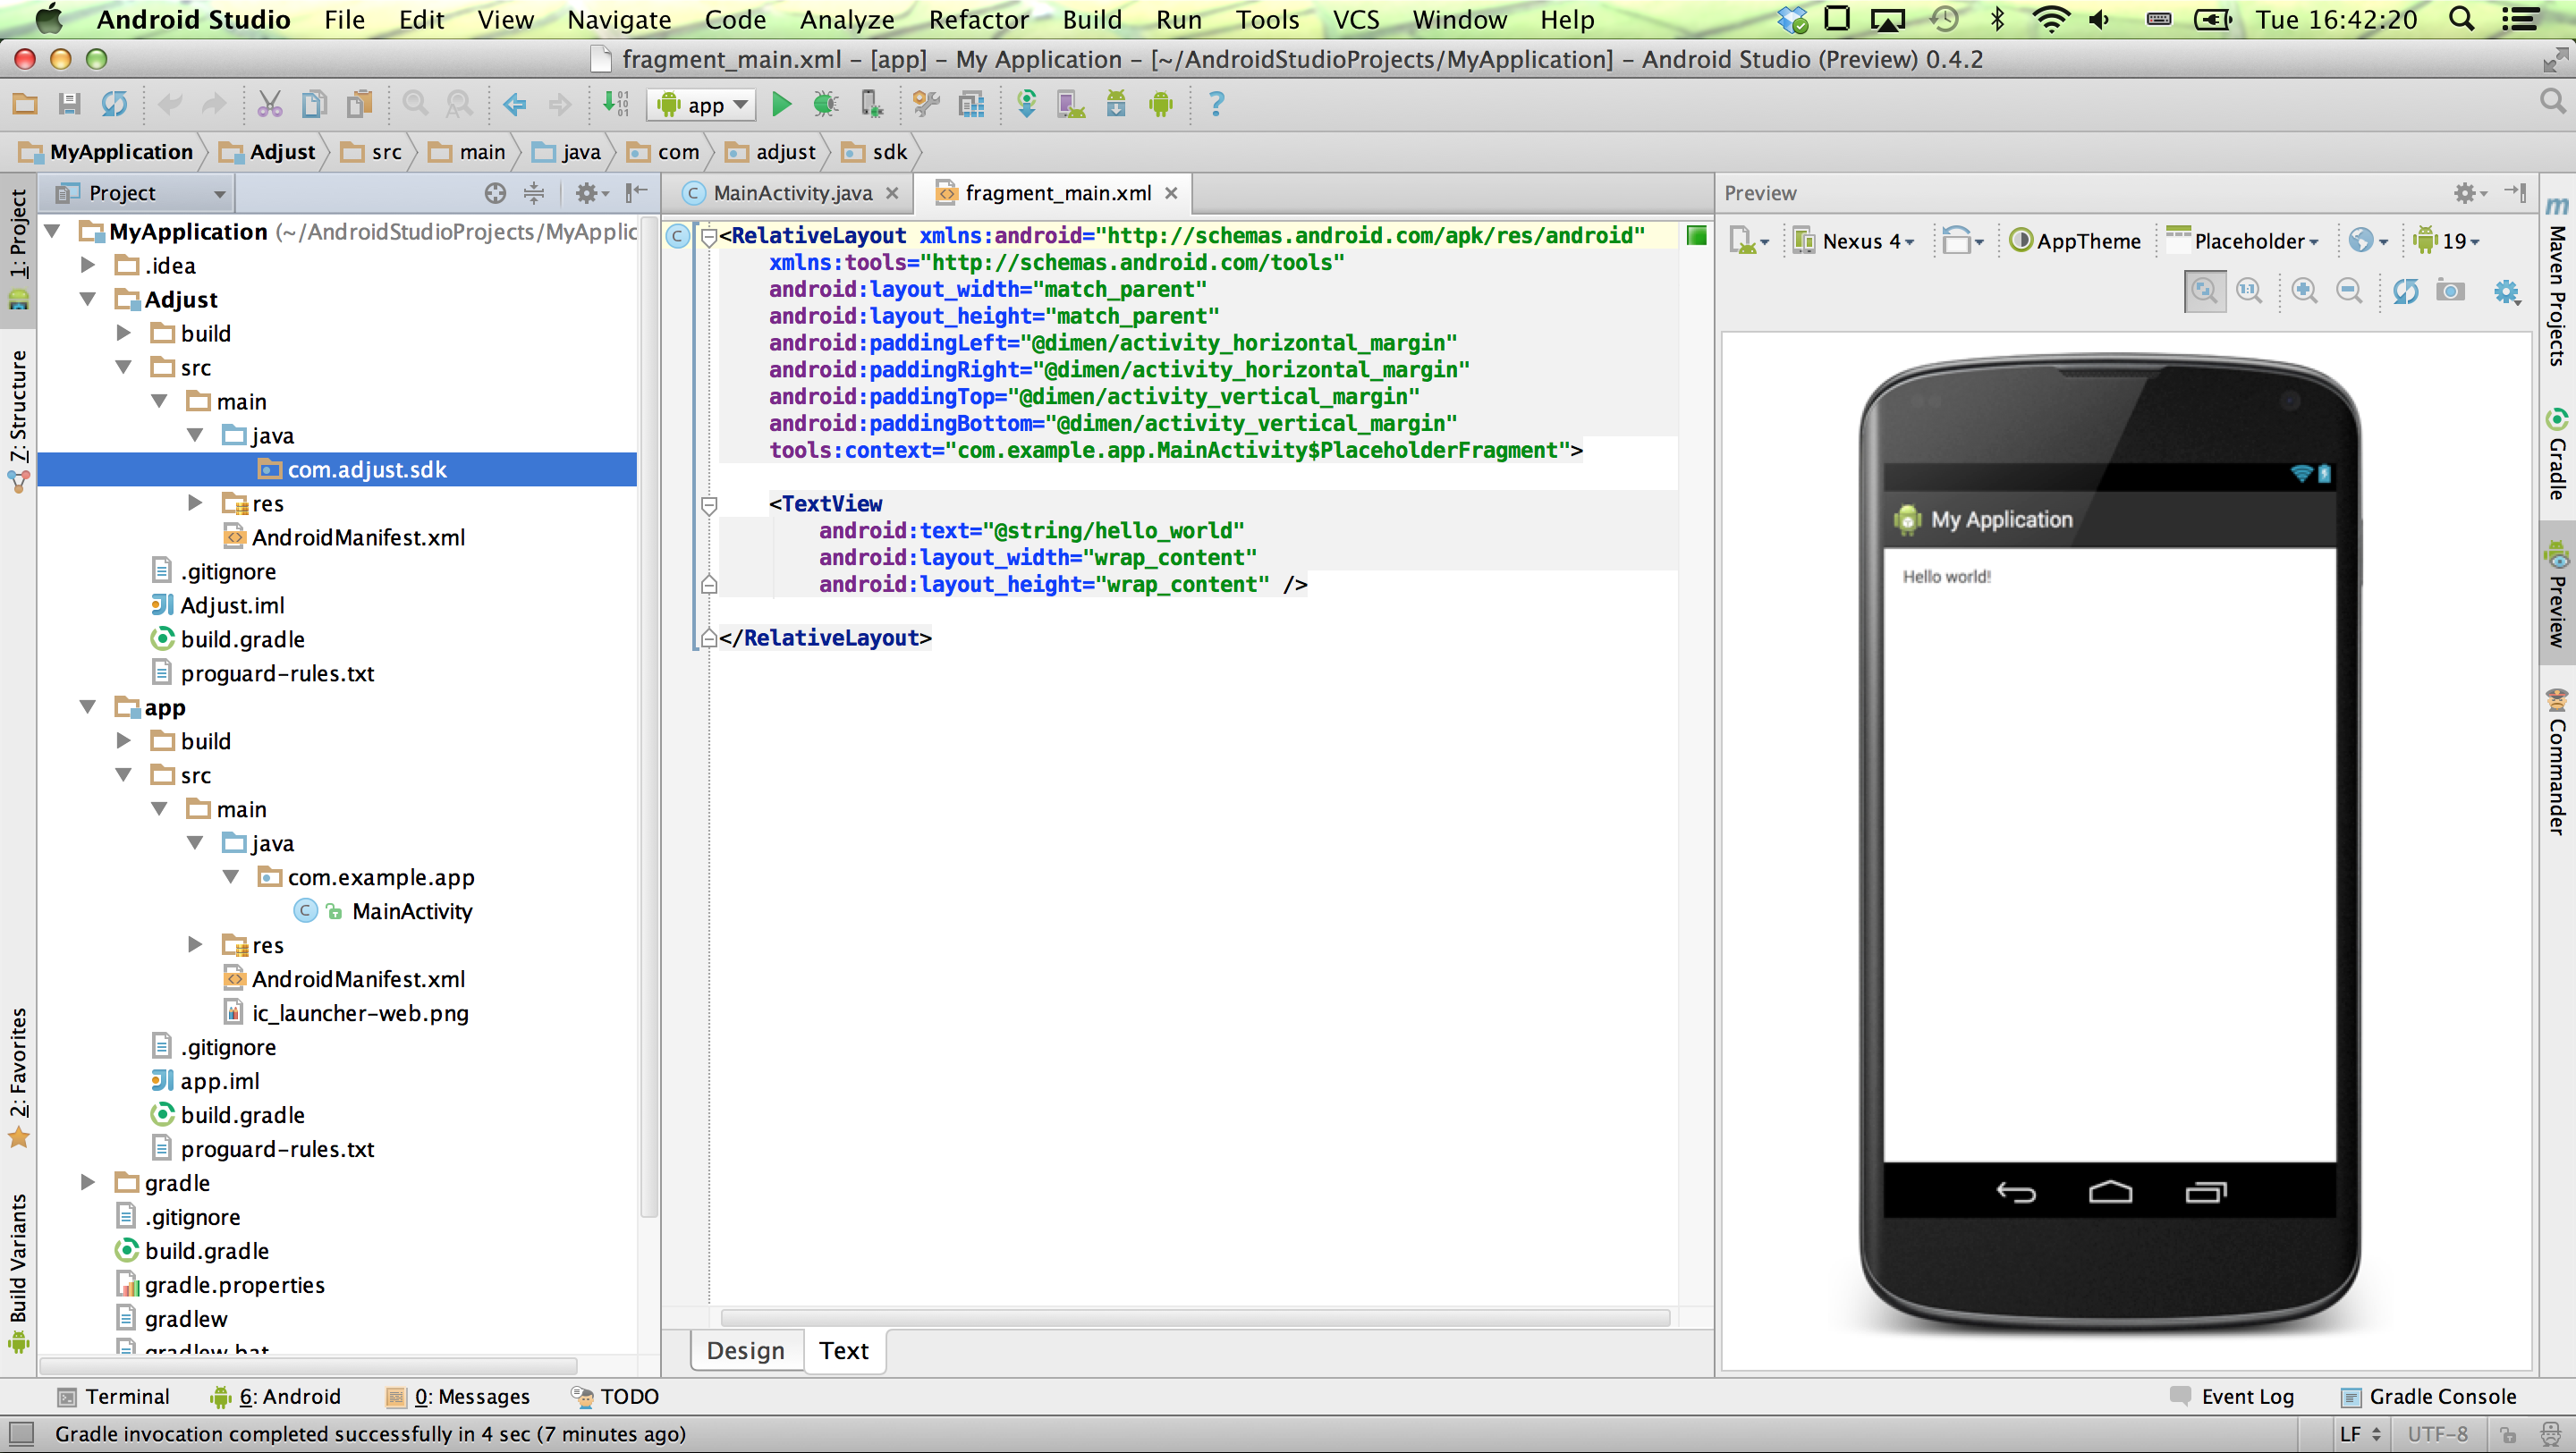 Android Studio File Edit View Navigate Code Analyze Refactor Build Run Tools VCS Window Help Tue 16:42:20
fragment_main.xml – [app] – My Application – [~/AndroidStudioProjects/MyApplication] – Android Studio (Preview) 0.4.2
app
MyApplication Adjust src main java com adjust sdk
Project
MainActivity.java fragment_main.xml
Preview
1: Project
7: Structure
2: Favorites
Build Variants
MyApplication (~/AndroidStudioProjects/MyApplic
.idea
Adjust
build
src
main
java
com.adjust.sdk
res
AndroidManifest.xml
.gitignore
Adjust.iml
build.gradle
proguard-rules.txt
app
build
src
main
java
com.example.app
MainActivity
res
AndroidManifest.xml
ic_launcher-web.png
.gitignore
app.iml
build.gradle
proguard-rules.txt
gradle
.gitignore
build.gradle
gradle.properties
gradlew
gradlew.bat
<RelativeLayout xmlns:android="http://schemas.android.com/apk/res/android"
xmlns:tools="http://schemas.android.com/tools"
android:layout_width="match_parent"
android:layout_height="match_parent"
android:paddingLeft="@dimen/activity_horizontal_margin"
android:paddingRight="@dimen/activity_horizontal_margin"
android:paddingTop="@dimen/activity_vertical_margin"
android:paddingBottom="@dimen/activity_vertical_margin"
tools:context="com.example.app.MainActivity$PlaceholderFragment">
<TextView
android:text="@string/hello_world"
android:layout_width="wrap_content"
android:layout_height="wrap_content" />
</RelativeLayout>
Design Text
Nexus 4 AppTheme Placeholder 19
1:1
My Application
Hello world!
Maven Projects
Gradle
Preview
Commander
Terminal 6: Android 0: Messages TODO Event Log Gradle Console
Gradle invocation completed successfully in 4 sec (7 minutes ago) LF UTF-8